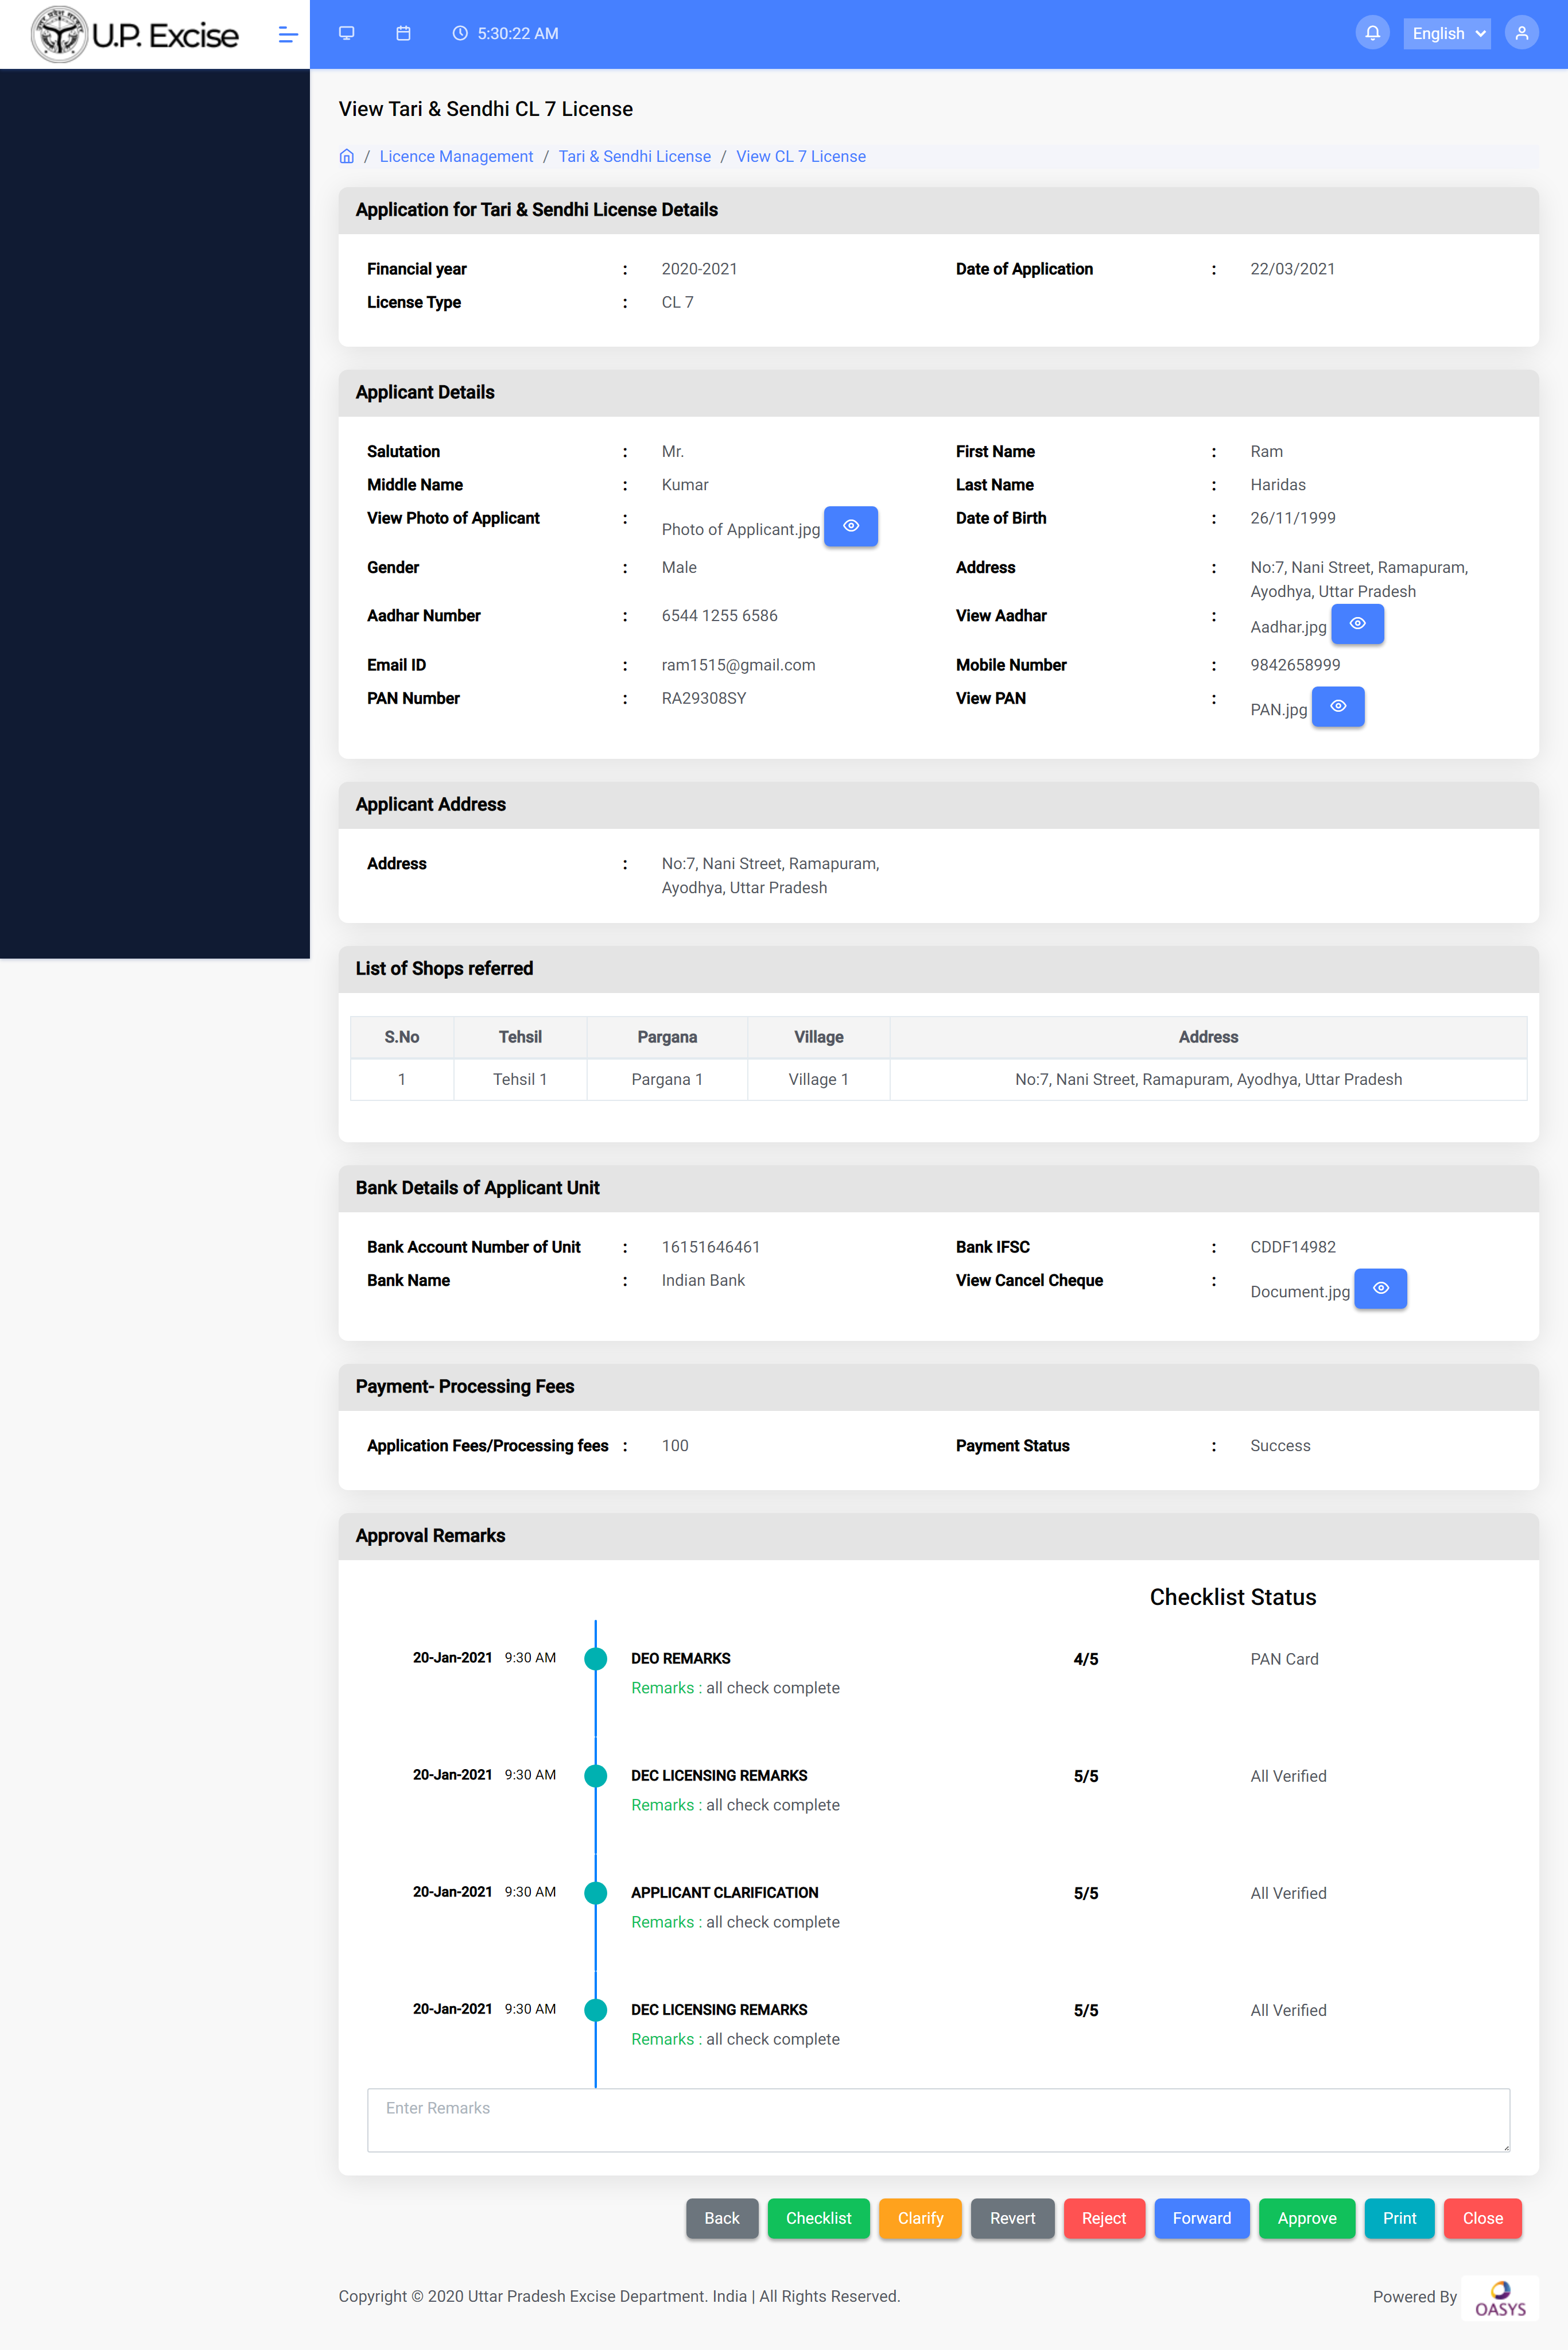 U.P. Excise
5:30:22 AM
English
View Tari & Sendhi CL 7 License
/ Licence Management / Tari & Sendhi License / View CL 7 License
Application for Tari & Sendhi License Details
Financial year : 2020-2021 Date of Application : 22/03/2021
License Type : CL 7
Applicant Details
Salutation : Mr. First Name : Ram
Middle Name : Kumar Last Name : Haridas
View Photo of Applicant : Photo of Applicant.jpg Date of Birth : 26/11/1999
Gender : Male Address : No:7, Nani Street, Ramapuram,
Ayodhya, Uttar Pradesh
Aadhar Number : 6544 1255 6586 View Aadhar : Aadhar.jpg
Email ID : ram1515@gmail.com Mobile Number : 9842658999
PAN Number : RA29308SY View PAN : PAN.jpg
Applicant Address
Address : No:7, Nani Street, Ramapuram,
Ayodhya, Uttar Pradesh
List of Shops referred
S.No Tehsil Pargana Village Address
1 Tehsil 1 Pargana 1 Village 1 No:7, Nani Street, Ramapuram, Ayodhya, Uttar Pradesh
Bank Details of Applicant Unit
Bank Account Number of Unit : 16151646461 Bank IFSC : CDDF14982
Bank Name : Indian Bank View Cancel Cheque : Document.jpg
Payment- Processing Fees
Application Fees/Processing fees : 100 Payment Status : Success
Approval Remarks
Checklist Status
20-Jan-2021 9:30 AM DEO REMARKS 4/5 PAN Card
Remarks : all check complete
20-Jan-2021 9:30 AM DEC LICENSING REMARKS 5/5 All Verified
Remarks : all check complete
20-Jan-2021 9:30 AM APPLICANT CLARIFICATION 5/5 All Verified
Remarks : all check complete
20-Jan-2021 9:30 AM DEC LICENSING REMARKS 5/5 All Verified
Remarks : all check complete
Enter Remarks
Back Checklist Clarify Revert Reject Forward Approve Print Close
Copyright © 2020 Uttar Pradesh Excise Department. India | All Rights Reserved. Powered By OASYS